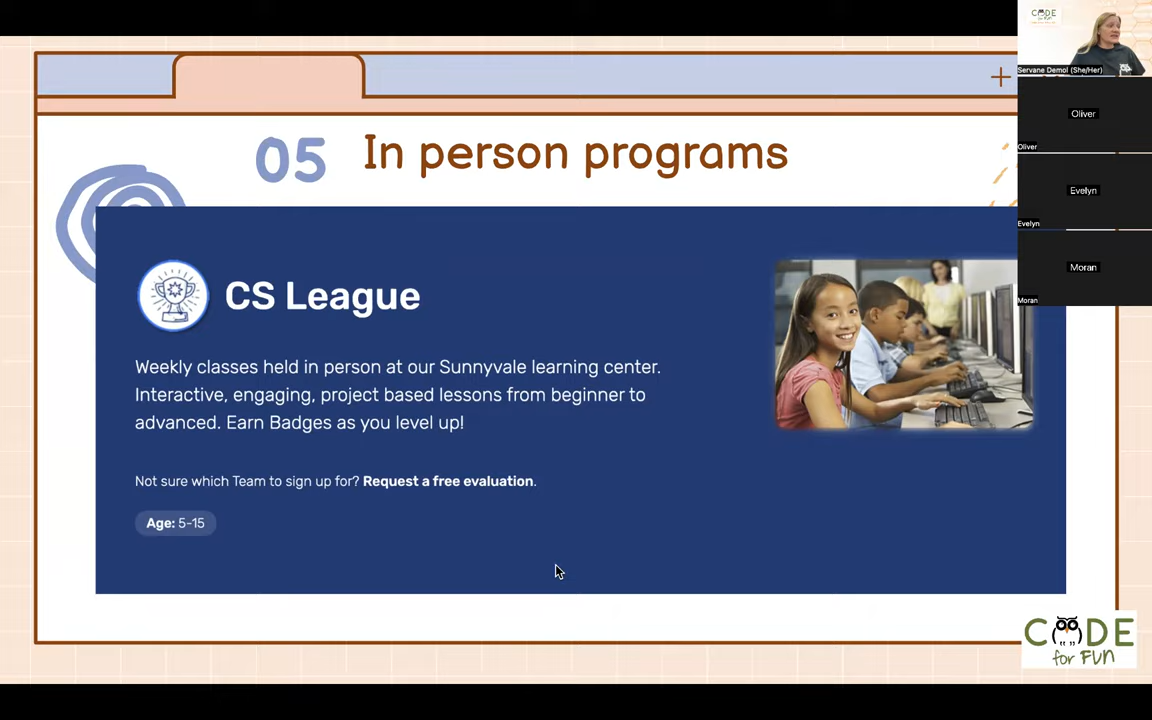 CODE
for FUN
Servane Demol (She/Her)
Oliver
Oliver
Evelyn
Evelyn
Moran
Moran
05 In person programs
CS League
Weekly classes held in person at our Sunnyvale learning center.
Interactive, engaging, project based lessons from beginner to
advanced. Earn Badges as you level up!
Not sure which Team to sign up for? Request a free evaluation.
Age: 5-15
CODE
for FUN